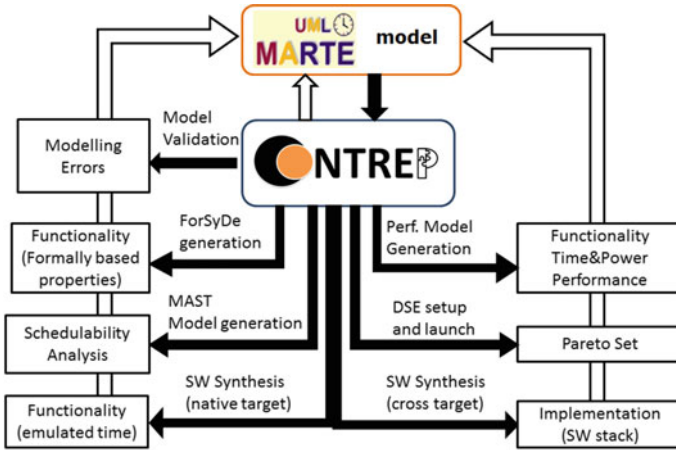 UML
MARTE
model
Model
Validation
Modelling
Errors
CONTREP
ForSyDe
generation
Perf. Model
Generation
Functionality
(Formally based
properties)
Functionality
Time&Power
Performance
MAST
Model generation
DSE setup
and launch
Schedulability
Analysis
Pareto Set
SW Synthesis
(native target)
SW Synthesis
(cross target)
Functionality
(emulated time)
Implementation
(SW stack)